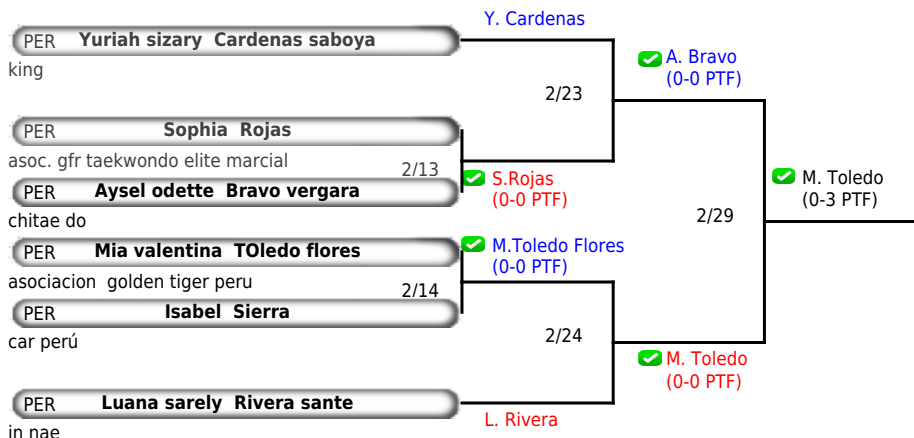 Y. Cardenas
PER Yuriah sizary Cardenas saboya
king
A. Bravo
(0-0 PTF)
2/23
PER Sophia Rojas
asoc. gfr taekwondo elite marcial
2/13
S.Rojas
(0-0 PTF)
PER Aysel odette Bravo vergara
chitae do
M. Toledo
(0-3 PTF)
2/29
PER Mia valentina TOledo flores
asociacion golden tiger peru
M.Toledo Flores
(0-0 PTF)
2/14
PER Isabel Sierra
car perú
2/24
M. Toledo
(0-0 PTF)
PER Luana sarely Rivera sante
in nae
L. Rivera